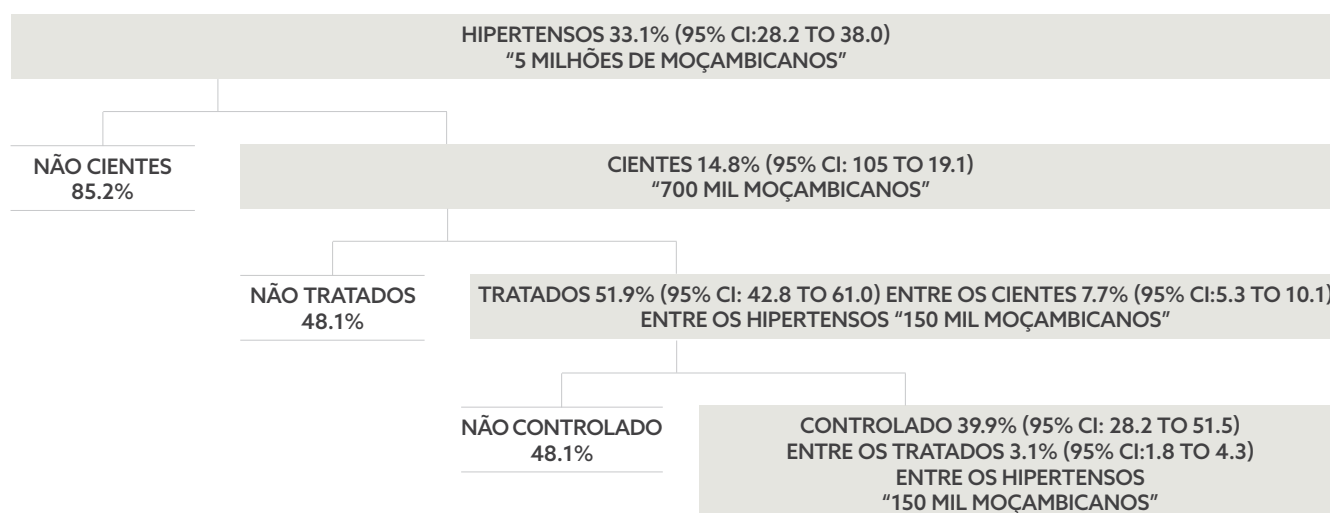 HIPERTENSOS 33.1% (95% CI:28.2 TO 38.0)
“5 MILHÕES DE MOÇAMBICANOS”
NÃO CIENTES
85.2%
CIENTES 14.8% (95% CI: 105 TO 19.1)
“700 MIL MOÇAMBICANOS”
NÃO TRATADOS
48.1%
TRATADOS 51.9% (95% CI: 42.8 TO 61.0) ENTRE OS CIENTES 7.7% (95% CI:5.3 TO 10.1)
ENTRE OS HIPERTENSOS “150 MIL MOÇAMBICANOS”
NÃO CONTROLADO
48.1%
CONTROLADO 39.9% (95% CI: 28.2 TO 51.5)
ENTRE OS TRATADOS 3.1% (95% CI:1.8 TO 4.3)
ENTRE OS HIPERTENSOS
“150 MIL MOÇAMBICANOS”